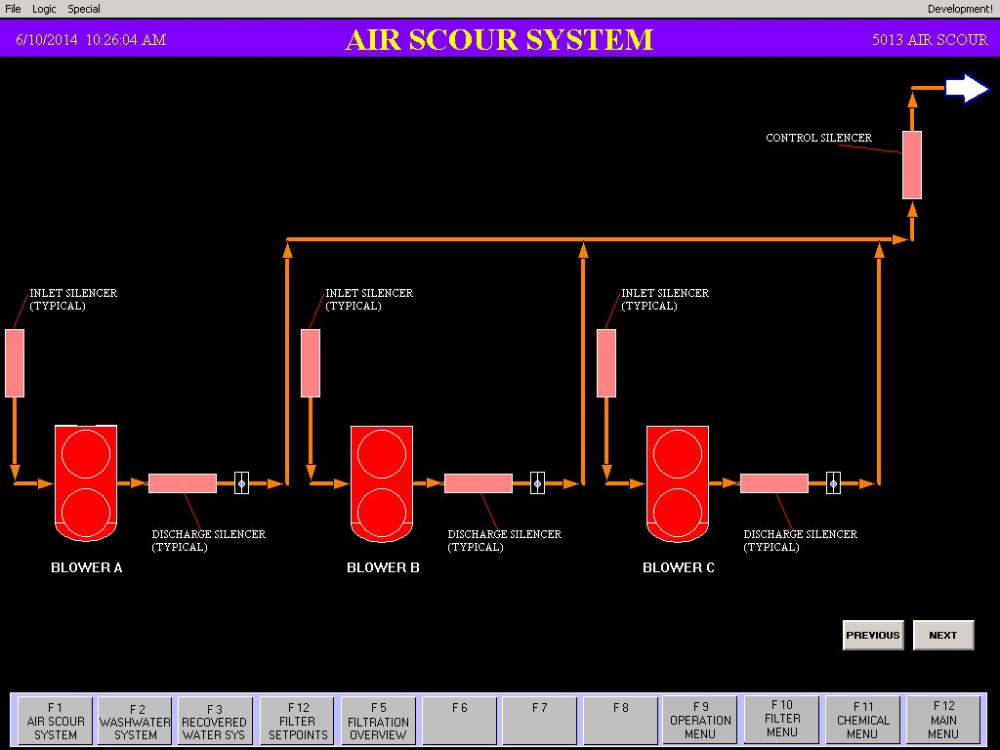 File Logic Special Development!
6/10/2014 10:26:04 AM AIR SCOUR SYSTEM 5013 AIR SCOUR
CONTROL SILENCER
INLET SILENCER
(TYPICAL)
INLET SILENCER
(TYPICAL)
INLET SILENCER
(TYPICAL)
DISCHARGE SILENCER
(TYPICAL)
DISCHARGE SILENCER
(TYPICAL)
DISCHARGE SILENCER
(TYPICAL)
BLOWER A
BLOWER B
BLOWER C
PREVIOUS NEXT
F 1
AIR SCOUR
SYSTEM
F 2
WASHWATER
SYSTEM
F 3
RECOVERED
WATER SYS
F 12
FILTER
SETPOINTS
F 5
FILTRATION
OVERVIEW
F 6
F 7
F 8
F 9
OPERATION
MENU
F 10
FILTER
MENU
F 11
CHEMICAL
MENU
F 12
MAIN
MENU